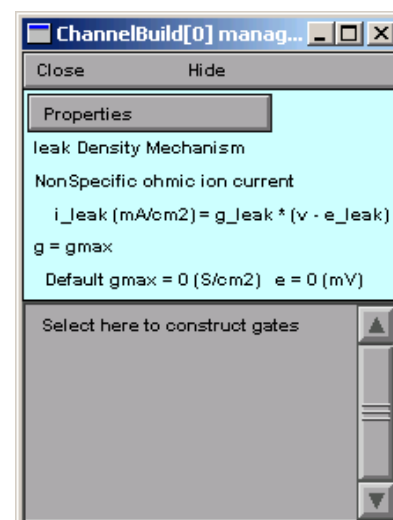 ChannelBuild[0] manag...
Close Hide
Properties
leak Density Mechanism
NonSpecific ohmic ion current
i_leak (mA/cm2) = g_leak * (v - e_leak)
g = gmax
Default gmax = 0 (S/cm2) e = 0 (mV)
Select here to construct gates